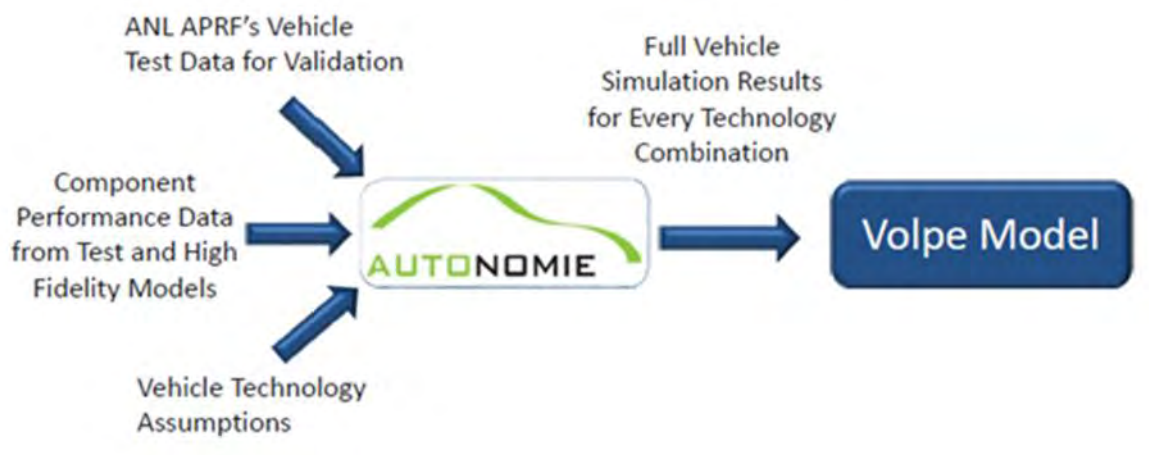 ANL APRF's Vehicle
Test Data for Validation
Component
Performance Data
from Test and High
Fidelity Models
Vehicle Technology
Assumptions
AUTONOMIE
Full Vehicle
Simulation Results
for Every Technology
Combination
Volpe Model